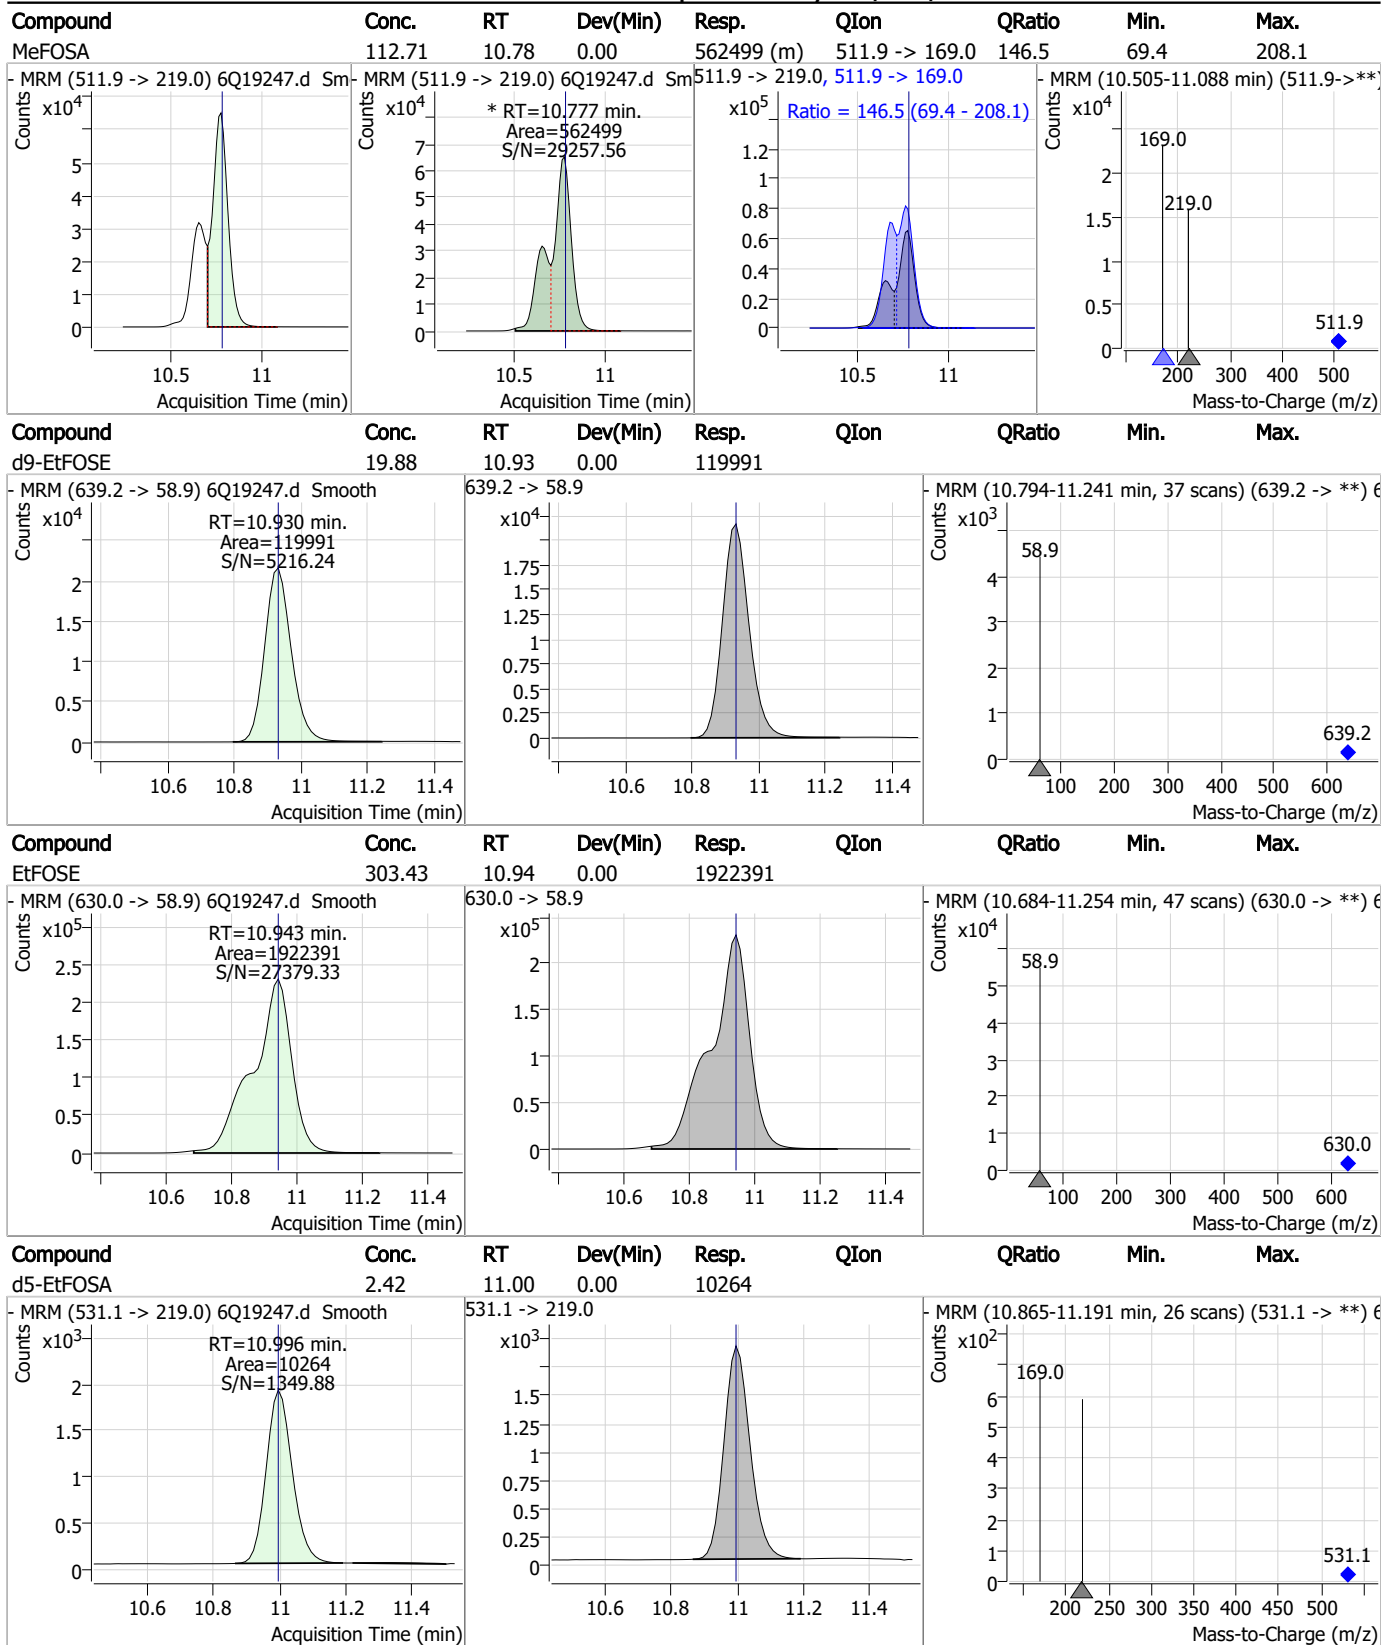 Compound Conc. RT Dev(Min) Resp. QIon QRatio Min. Max.
MeFOSA 112.71 10.78 0.00 562499 (m) 511.9 -> 169.0 146.5 69.4 208.1
- MRM (511.9 -> 219.0) 6Q19247.d Sm
Counts
x10^4
5
4
3
2
1
0
10.5 11
Acquisition Time (min)
- MRM (511.9 -> 219.0) 6Q19247.d Sm
Counts
x10^4
* RT=10.777 min.
Area=562499
S/N=29257.56
7
6
5
4
3
2
1
0
10.5 11
Acquisition Time (min)
511.9 -> 219.0, 511.9 -> 169.0
x10^5
Ratio = 146.5 (69.4 - 208.1)
1.2
1
0.8
0.6
0.4
0.2
0
10.5 11
- MRM (10.505-11.088 min) (511.9->**)
Counts
x10^4
169.0
219.0
511.9
2
1.5
1
0.5
0
200 300 400 500
Mass-to-Charge (m/z)
Compound Conc. RT Dev(Min) Resp. QIon QRatio Min. Max.
d9-EtFOSE 19.88 10.93 0.00 119991
- MRM (639.2 -> 58.9) 6Q19247.d Smooth
Counts
x10^4
RT=10.930 min.
Area=119991
S/N=5216.24
2
1.5
1
0.5
0
10.6 10.8 11 11.2 11.4
Acquisition Time (min)
639.2 -> 58.9
x10^4
1.75
1.5
1.25
1
0.75
0.5
0.25
0
10.6 10.8 11 11.2 11.4
- MRM (10.794-11.241 min, 37 scans) (639.2 -> **) 6
Counts
x10^3
58.9
639.2
4
3
2
1
0
100 200 300 400 500 600
Mass-to-Charge (m/z)
Compound Conc. RT Dev(Min) Resp. QIon QRatio Min. Max.
EtFOSE 303.43 10.94 0.00 1922391
- MRM (630.0 -> 58.9) 6Q19247.d Smooth
Counts
x10^5
RT=10.943 min.
Area=1922391
S/N=27379.33
2.5
2
1.5
1
0.5
0
10.6 10.8 11 11.2 11.4
Acquisition Time (min)
630.0 -> 58.9
x10^5
2
1.5
1
0.5
0
10.6 10.8 11 11.2 11.4
- MRM (10.684-11.254 min, 47 scans) (630.0 -> **) 6
Counts
x10^4
58.9
630.0
5
4
3
2
1
0
100 200 300 400 500 600
Mass-to-Charge (m/z)
Compound Conc. RT Dev(Min) Resp. QIon QRatio Min. Max.
d5-EtFOSA 2.42 11.00 0.00 10264
- MRM (531.1 -> 219.0) 6Q19247.d Smooth
Counts
x10^3
RT=10.996 min.
Area=10264
S/N=1349.88
2
1.5
1
0.5
0
10.6 10.8 11 11.2 11.4
Acquisition Time (min)
531.1 -> 219.0
x10^3
1.5
1.25
1
0.75
0.5
0.25
0
10.6 10.8 11 11.2 11.4
- MRM (10.865-11.191 min, 26 scans) (531.1 -> **) 6
Counts
x10^2
169.0
531.1
6
5
4
3
2
1
0
200 250 300 350 400 450 500
Mass-to-Charge (m/z)